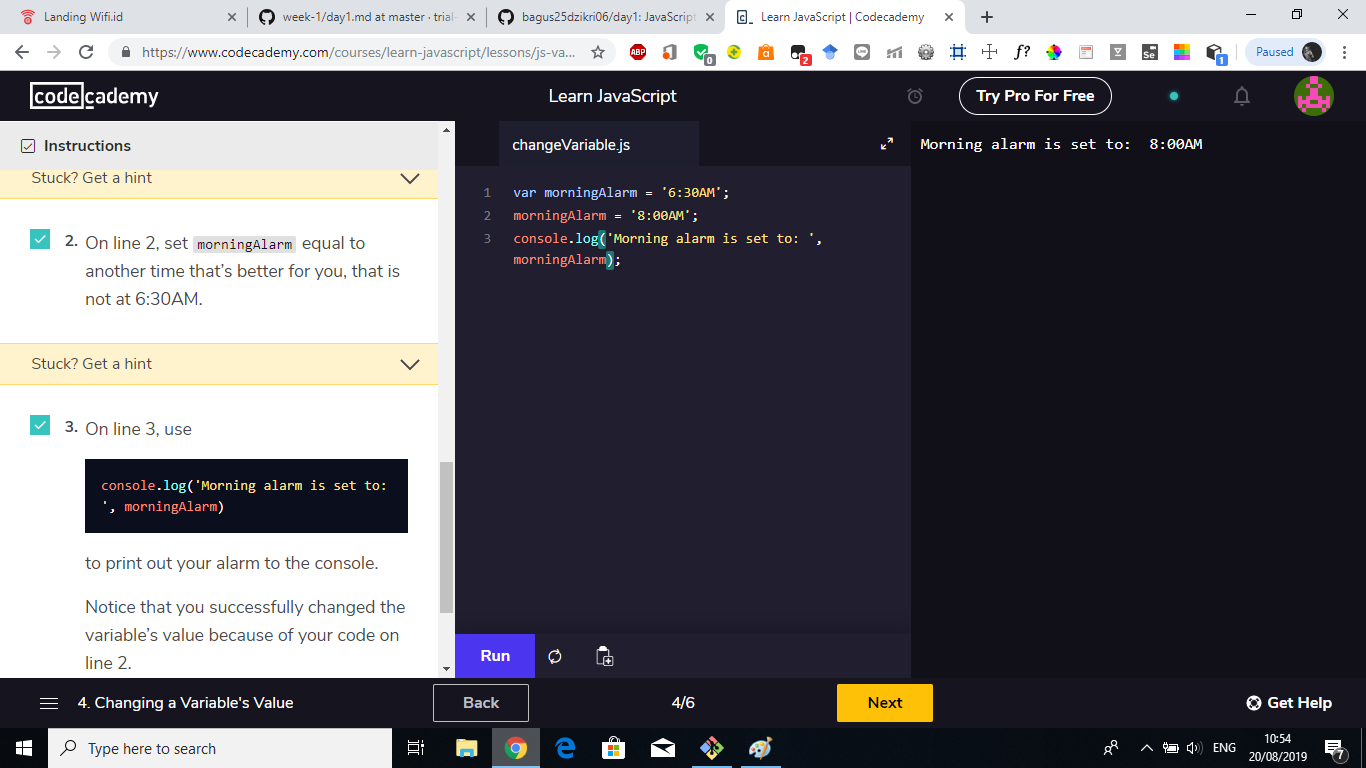 Landing Wifi.id
week-1/day1.md at master · trial-
bagus25dzikri06/day1: JavaScript
Learn JavaScript | Codecademy
https://www.codecademy.com/courses/learn-javascript/lessons/js-va...
ABP
0
2
f?
Se
1
Paused
codecademy
Learn JavaScript
Try Pro For Free
Instructions
Stuck? Get a hint
2. On line 2, set morningAlarm equal to
another time that's better for you, that is
not at 6:30AM.
Stuck? Get a hint
3. On line 3, use
console.log('Morning alarm is set to:
', morningAlarm)
to print out your alarm to the console.
Notice that you successfully changed the
variable's value because of your code on
line 2.
changeVariable.js
1 var morningAlarm = '6:30AM';
2 morningAlarm = '8:00AM';
3 console.log('Morning alarm is set to: ',
morningAlarm);
Run
Morning alarm is set to:  8:00AM
4. Changing a Variable's Value
Back
4/6
Next
Get Help
Type here to search
ENG
10:54
20/08/2019
7